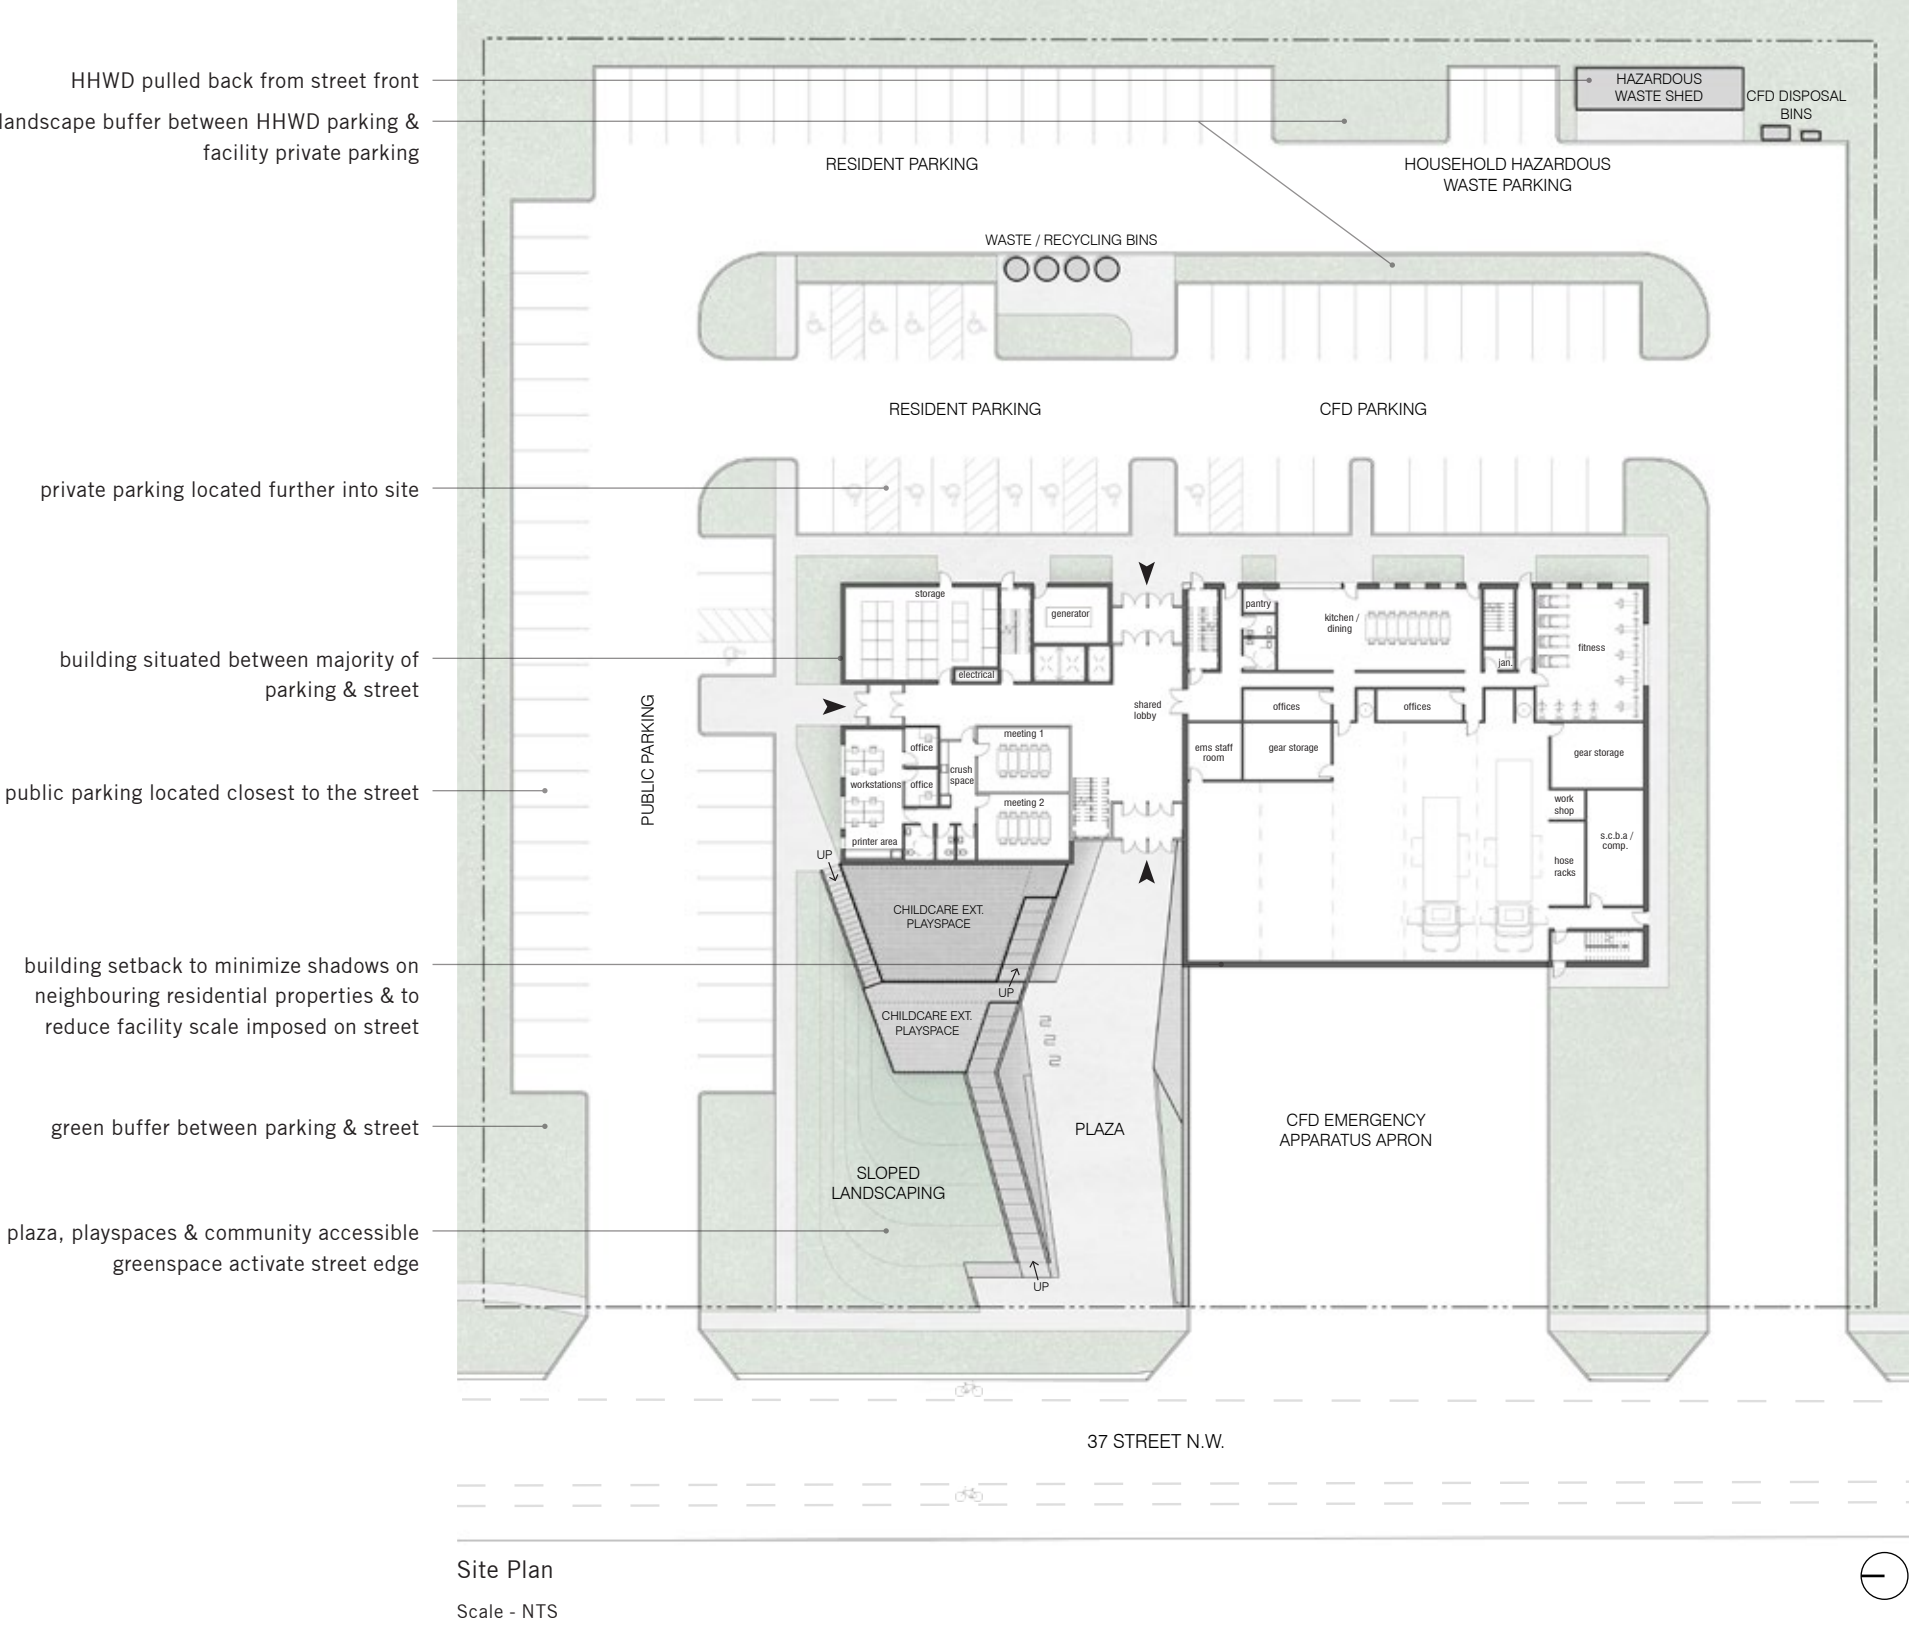 HHWD pulled back from street front
landscape buffer between HHWD parking &
facility private parking
private parking located further into site
building situated between majority of
parking & street
public parking located closest to the street
building setback to minimize shadows on
neighbouring residential properties & to
reduce facility scale imposed on street
green buffer between parking & street
plaza, playspaces & community accessible
greenspace activate street edge
HAZARDOUS
WASTE SHED
CFD DISPOSAL
BINS
RESIDENT PARKING
HOUSEHOLD HAZARDOUS
WASTE PARKING
WASTE / RECYCLING BINS
RESIDENT PARKING
CFD PARKING
PUBLIC PARKING
storage
generator
electrical
pantry
kitchen /
dining
jan.
fitness
shared
lobby
offices
offices
office
meeting 1
crush
space
workstations
office
meeting 2
printer area
ems staff
room
gear storage
gear storage
work
shop
s.c.b.a /
comp.
hose
racks
UP
CHILDCARE EXT.
PLAYSPACE
UP
CHILDCARE EXT.
PLAYSPACE
PLAZA
CFD EMERGENCY
APPARATUS APRON
SLOPED
LANDSCAPING
UP
37 STREET N.W.
Site Plan
Scale - NTS